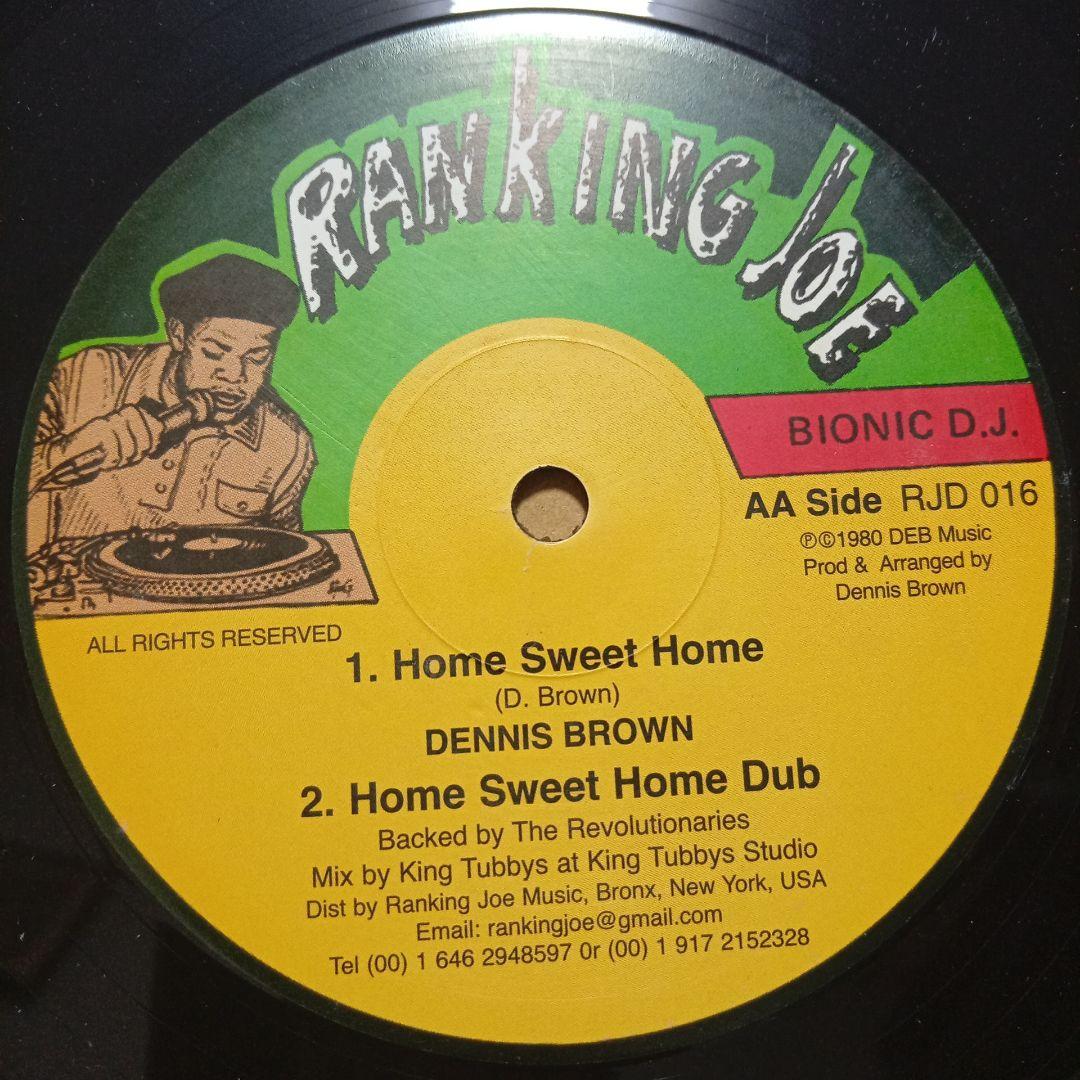 RANKING JOE
BIONIC D.J.
AA Side RJD 016
℗©1980 DEB Music
Prod & Arranged by
Dennis Brown
ALL RIGHTS RESERVED
1. Home Sweet Home
(D. Brown)
DENNIS BROWN
2. Home Sweet Home Dub
Backed by The Revolutionaries
Mix by King Tubbys at King Tubbys Studio
Dist by Ranking Joe Music, Bronx, New York, USA
Email: rankingjoe@gmail.com
Tel (00) 1 646 2948597 0r (00) 1 917 2152328